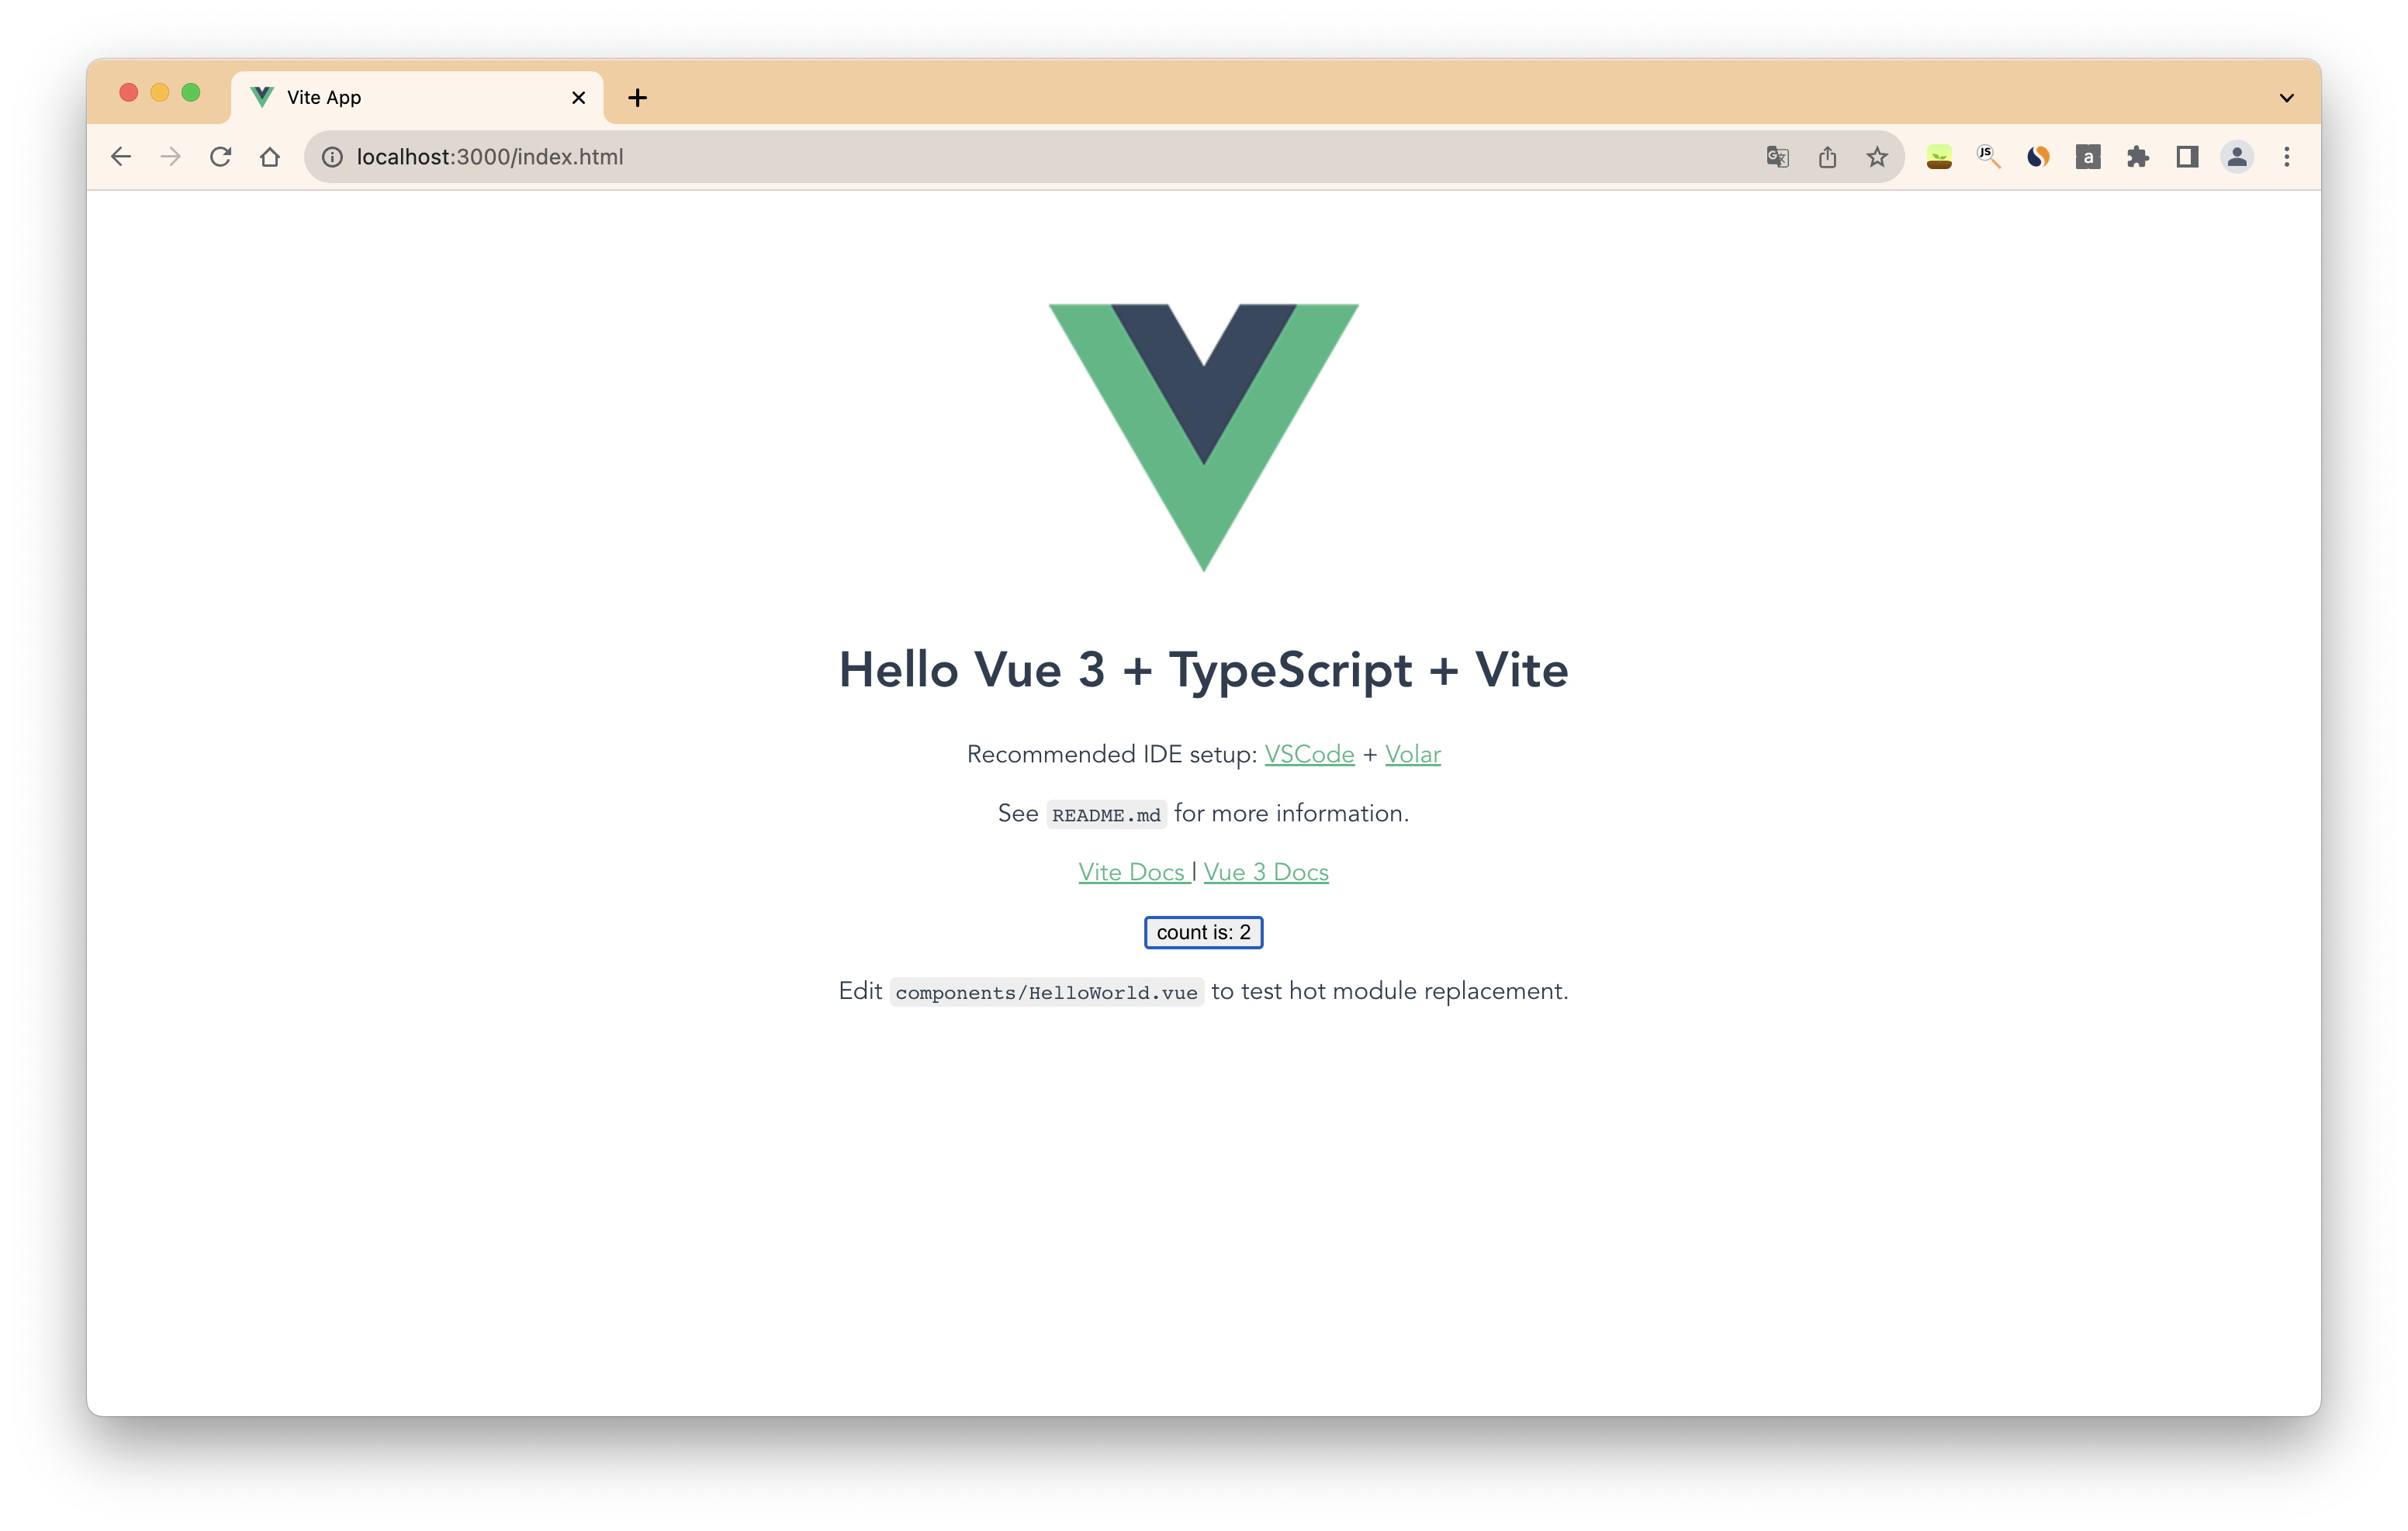 Vite App
localhost:3000/index.html
JS
a
Hello Vue 3 + TypeScript + Vite
Recommended IDE setup: VSCode + Volar
See README.md for more information.
Vite Docs | Vue 3 Docs
count is: 2
Edit components/HelloWorld.vue to test hot module replacement.